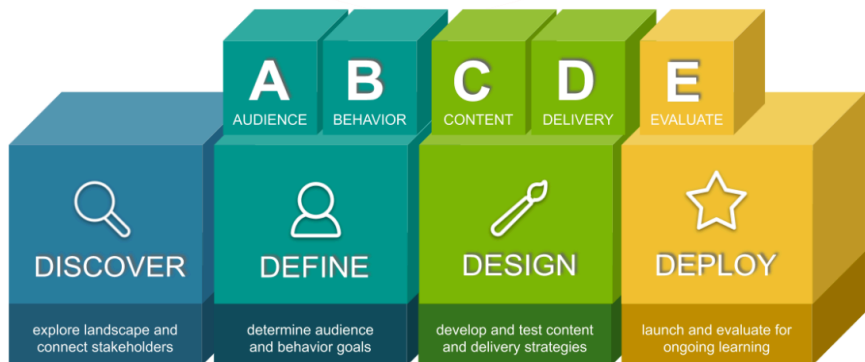 A B C D E
AUDIENCE BEHAVIOR CONTENT DELIVERY EVALUATE
DISCOVER DEFINE DESIGN DEPLOY
explore landscape and
connect stakeholders
determine audience
and behavior goals
develop and test content
and delivery strategies
launch and evaluate for
ongoing learning